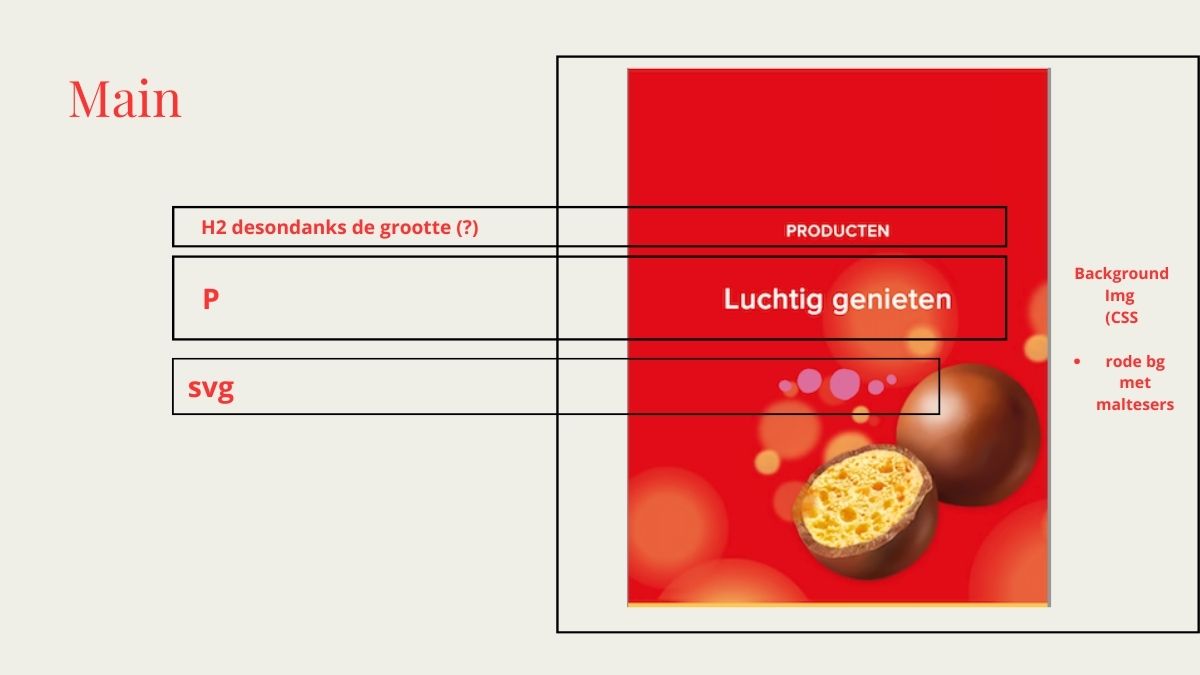 Main
H2 desondanks de grootte (?)
PRODUCTEN
P
Luchtig genieten
svg
Background
Img
(CSS
• rode bg
met
maltesers